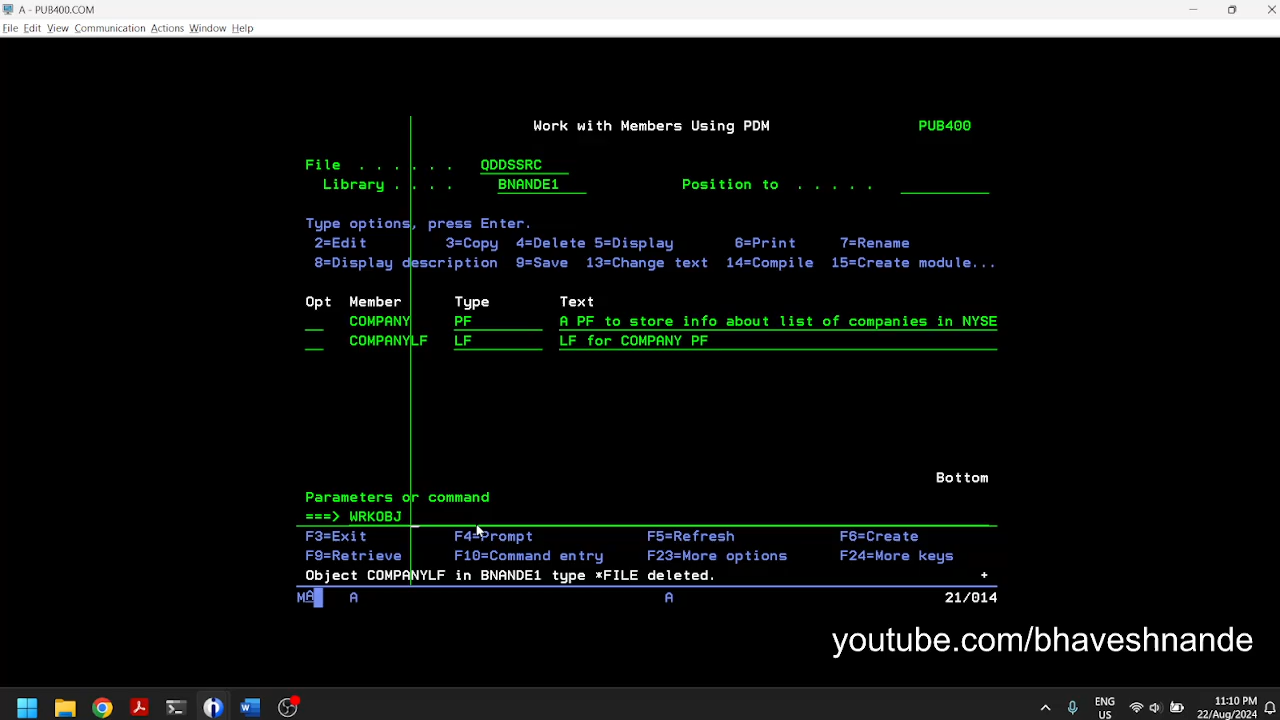 A - PUB400.COM
File Edit View Communication Actions Window Help
Work with Members Using PDM PUB400
File . . . . . . QDDSSRC
Library . . . . BNANDE1 Position to . . . . .
Type options, press Enter.
2=Edit 3=Copy 4=Delete 5=Display 6=Print 7=Rename
8=Display description 9=Save 13=Change text 14=Compile 15=Create module...
Opt Member Type Text
COMPANY PF A PF to store info about list of companies in NYSE
COMPANYLF LF LF for COMPANY PF
Bottom
Parameters or command
===> WRKOBJ
F3=Exit F4=Prompt F5=Refresh F6=Create
F9=Retrieve F10=Command entry F23=More options F24=More keys
Object COMPANYLF in BNANDE1 type *FILE deleted. +
MA A A 21/014
youtube.com/bhaveshnande
ENG 11:10 PM
US 22/Aug/2024